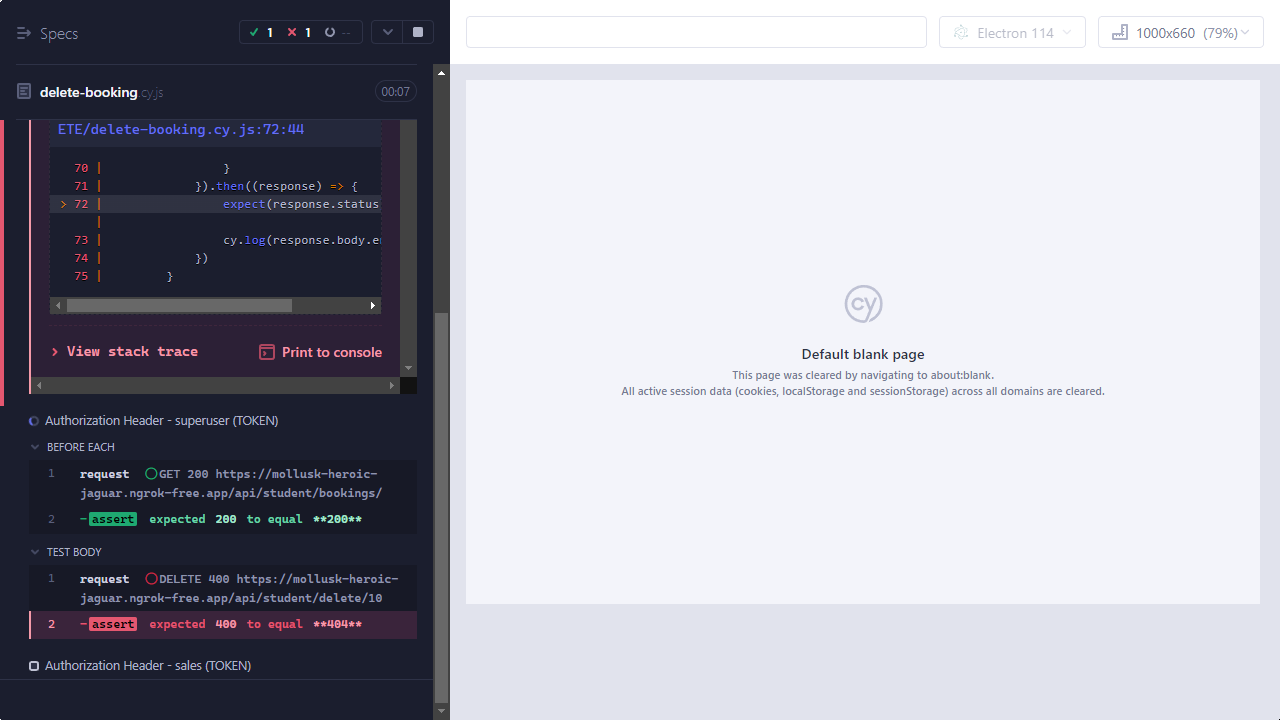 Specs
1 1 --
Electron 114
1000x660 (79%)
delete-booking.cy.js
00:07
ETE/delete-booking.cy.js:72:44
70 | }
71 | }).then((response) => {
> 72 | expect(response.status
|
73 | cy.log(response.body.e
74 | })
75 | }
View stack trace
Print to console
Authorization Header - superuser (TOKEN)
BEFORE EACH
1 request GET 200 https://mollusk-heroic-
jaguar.ngrok-free.app/api/student/bookings/
2 -assert expected 200 to equal **200**
TEST BODY
1 request DELETE 400 https://mollusk-heroic-
jaguar.ngrok-free.app/api/student/delete/10
2 -assert expected 400 to equal **404**
Authorization Header - sales (TOKEN)
cy
Default blank page
This page was cleared by navigating to about:blank.
All active session data (cookies, localStorage and sessionStorage) across all domains are cleared.